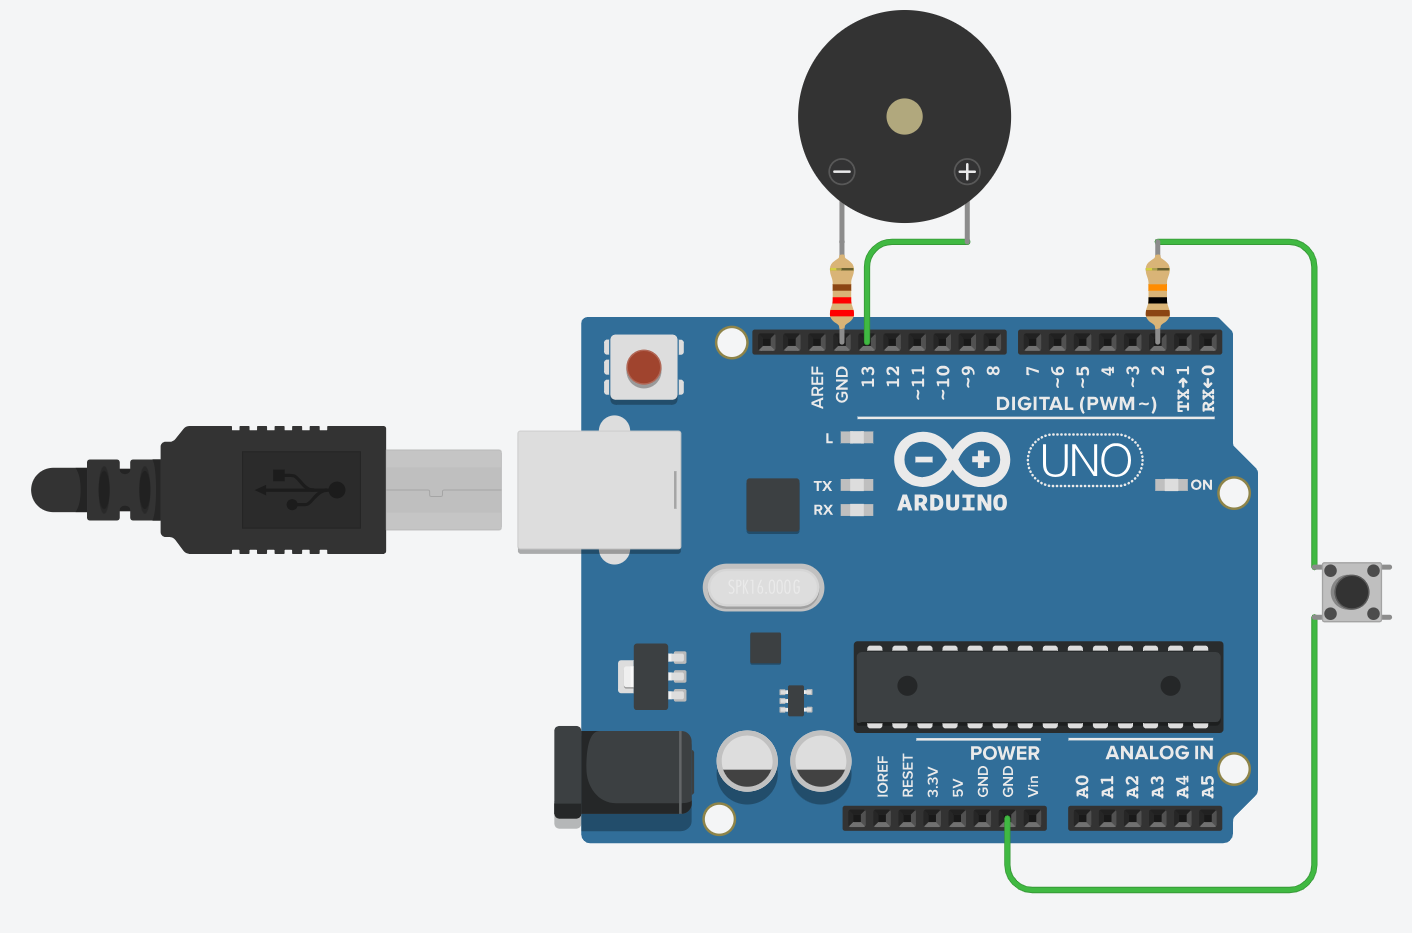 AREF
GND
13
12
~11
~10
~9
8
7
~6
~5
4
~3
2
TX→1
RX←0
DIGITAL (PWM~)
L
TX
RX
ARDUINO
UNO
ON
SPK16.000G
POWER
ANALOG IN
IOREF
RESET
3.3V
5V
GND
GND
Vin
A0
A1
A2
A3
A4
A5